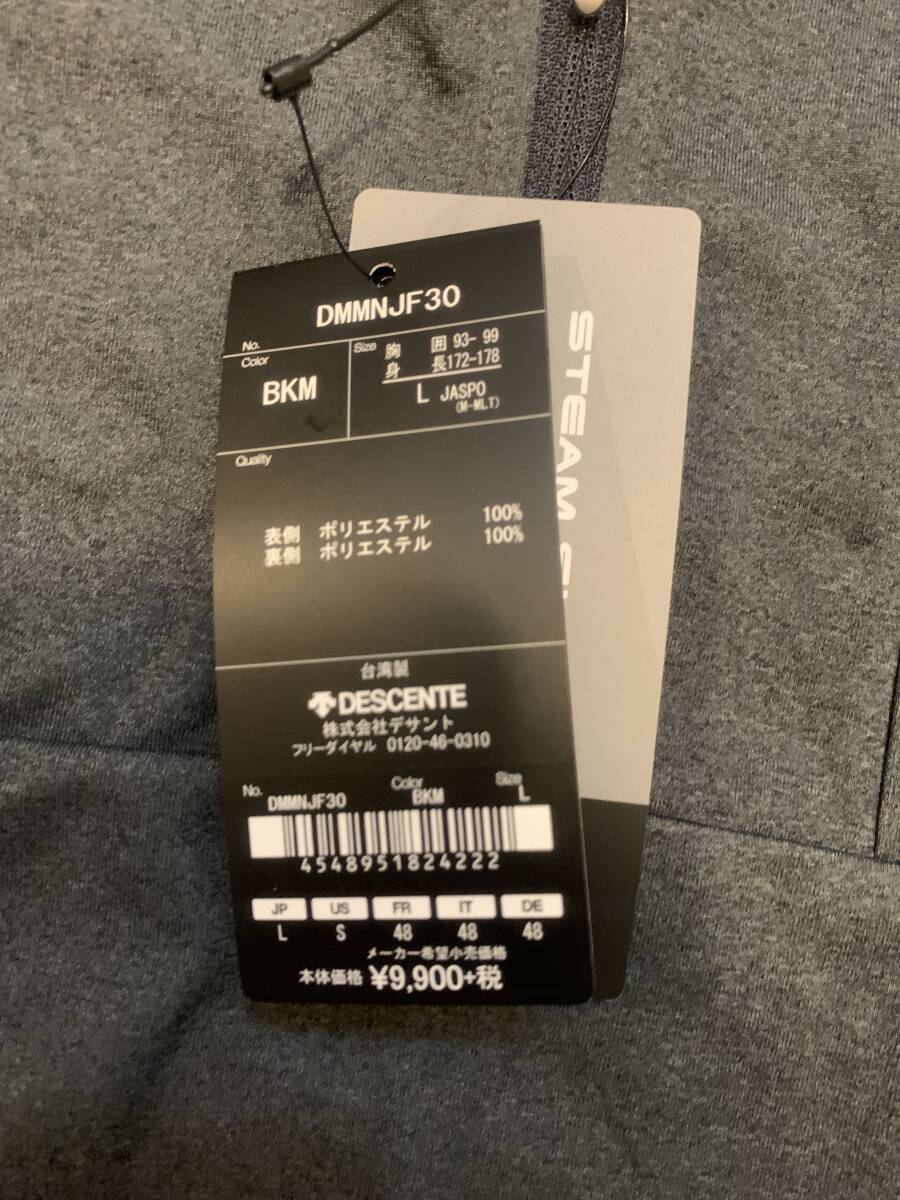 DMMNJF30
No.
Color
BKM
Size 胸 囲 93-99
身 長172-178
L JASPO
(M-MLT)
Quality
表側 ポリエステル 100%
裏側 ポリエステル 100%
台湾製
DESCENTE
株式会社デサント
フリーダイヤル 0120-46-0310
No. DMMNJF30 Color BKM Size L
4548951824222
JP US FR IT DE
L S 48 48 48
メーカー希望小売価格
本体価格 ¥9,900+税
STEAM